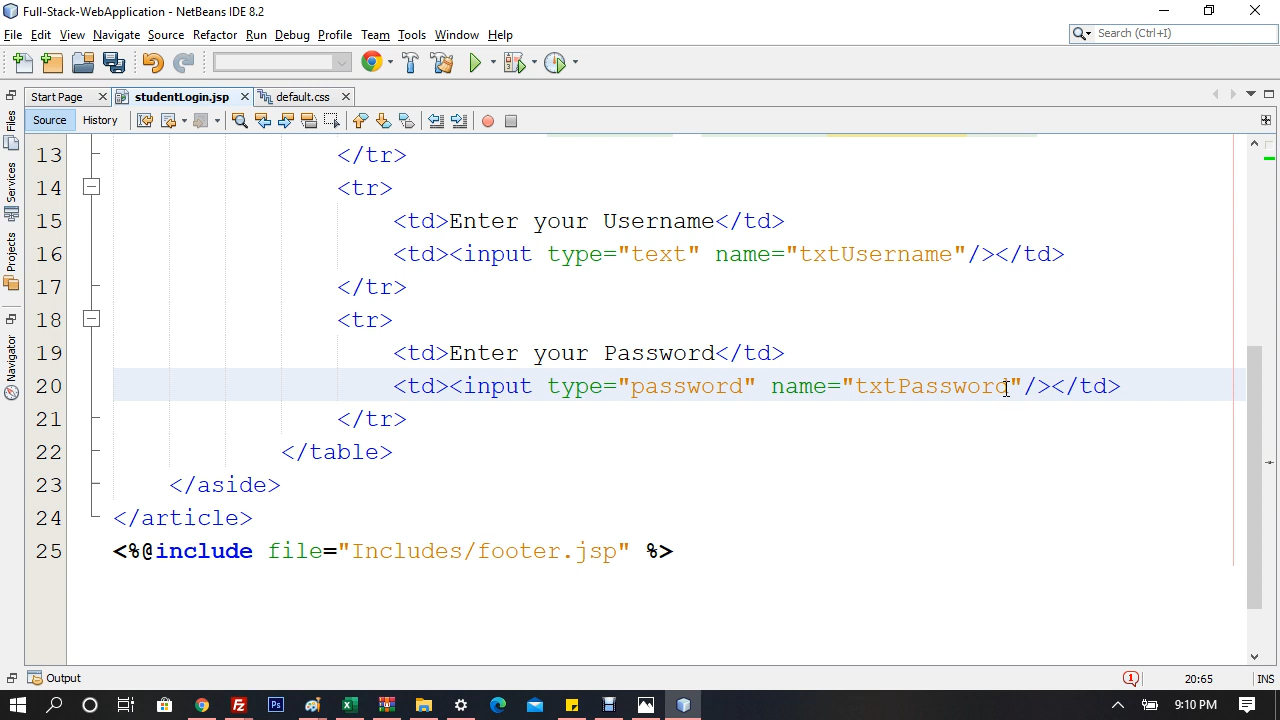 Full-Stack-WebApplication - NetBeans IDE 8.2
File Edit View Navigate Source Refactor Run Debug Profile Team Tools Window Help
Search (Ctrl+I)
Start Page studentLogin.jsp default.css
Source History
Files
Services
Projects
Navigator
13 </tr>
14 <tr>
15 <td>Enter your Username</td>
16 <td><input type="text" name="txtUsername"/></td>
17 </tr>
18 <tr>
19 <td>Enter your Password</td>
20 <td><input type="password" name="txtPassword"/></td>
21 </tr>
22 </table>
23 </aside>
24 </article>
25 <%@include file="Includes/footer.jsp" %>
Output
1
20:65 INS
9:10 PM